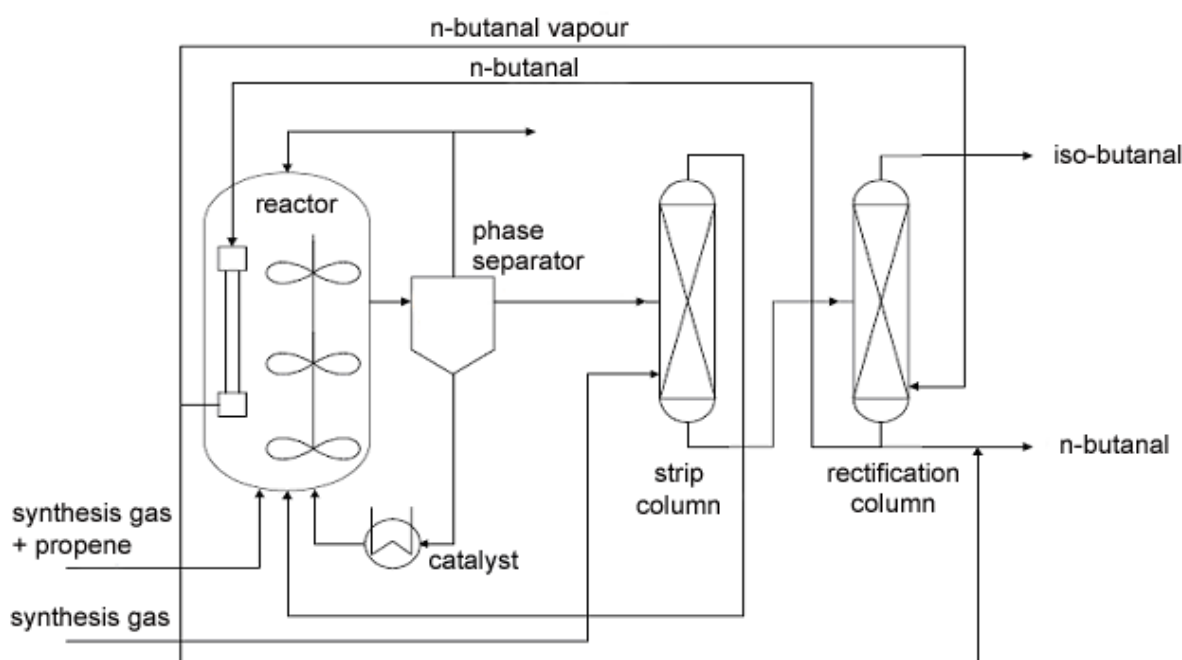 n-butanal vapour
n-butanal
iso-butanal
reactor
phase
separator
n-butanal
strip
column
rectification
column
synthesis gas
+ propene
catalyst
synthesis gas